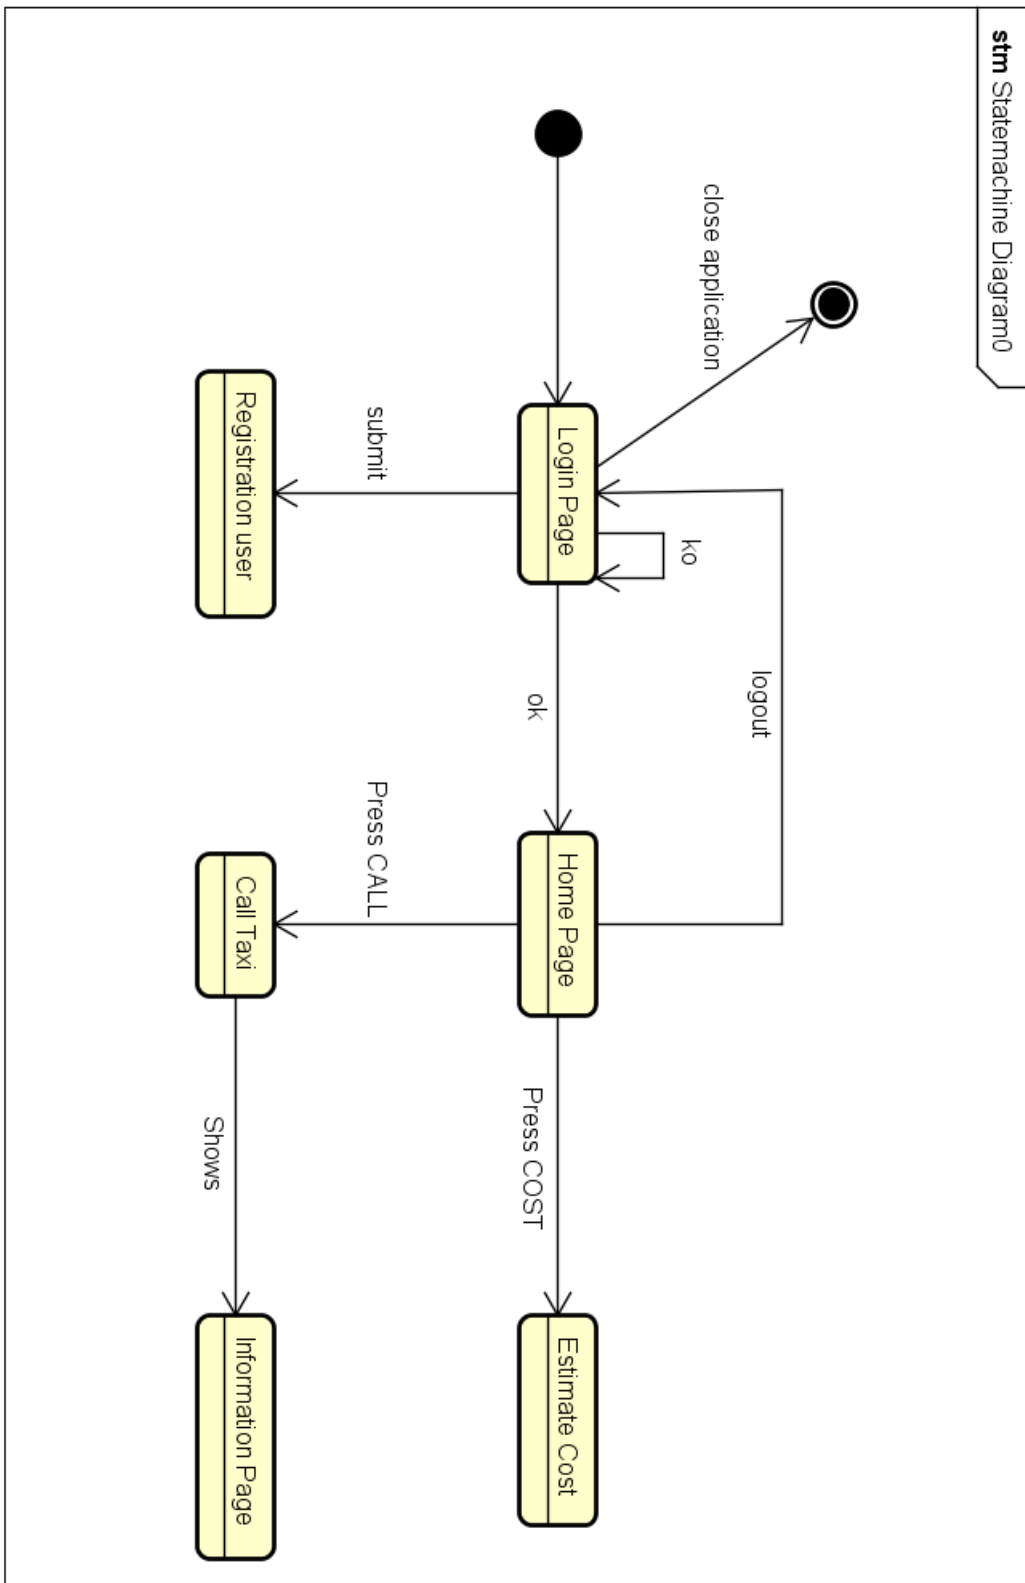 stm Statemachine Diagram0
close application
logout
ko
Login Page
ok
Home Page
Press COST
Estimate Cost
submit
Press CALL
Registration user
Call Taxi
Shows
Information Page